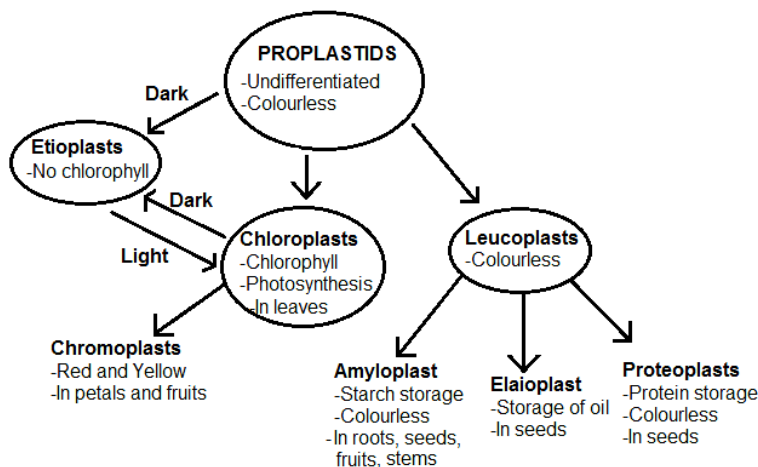 PROPLASTIDS
-Undifferentiated
-Colourless
Dark
Etioplasts
-No chlorophyll
Dark
Light
Chloroplasts
-Chlorophyll
-Photosynthesis
-In leaves
Leucoplasts
-Colourless
Chromoplasts
-Red and Yellow
-In petals and fruits
Amyloplast
-Starch storage
-Colourless
-In roots, seeds,
fruits, stems
Elaioplast
-Storage of oil
-In seeds
Proteoplasts
-Protein storage
-Colourless
-In seeds